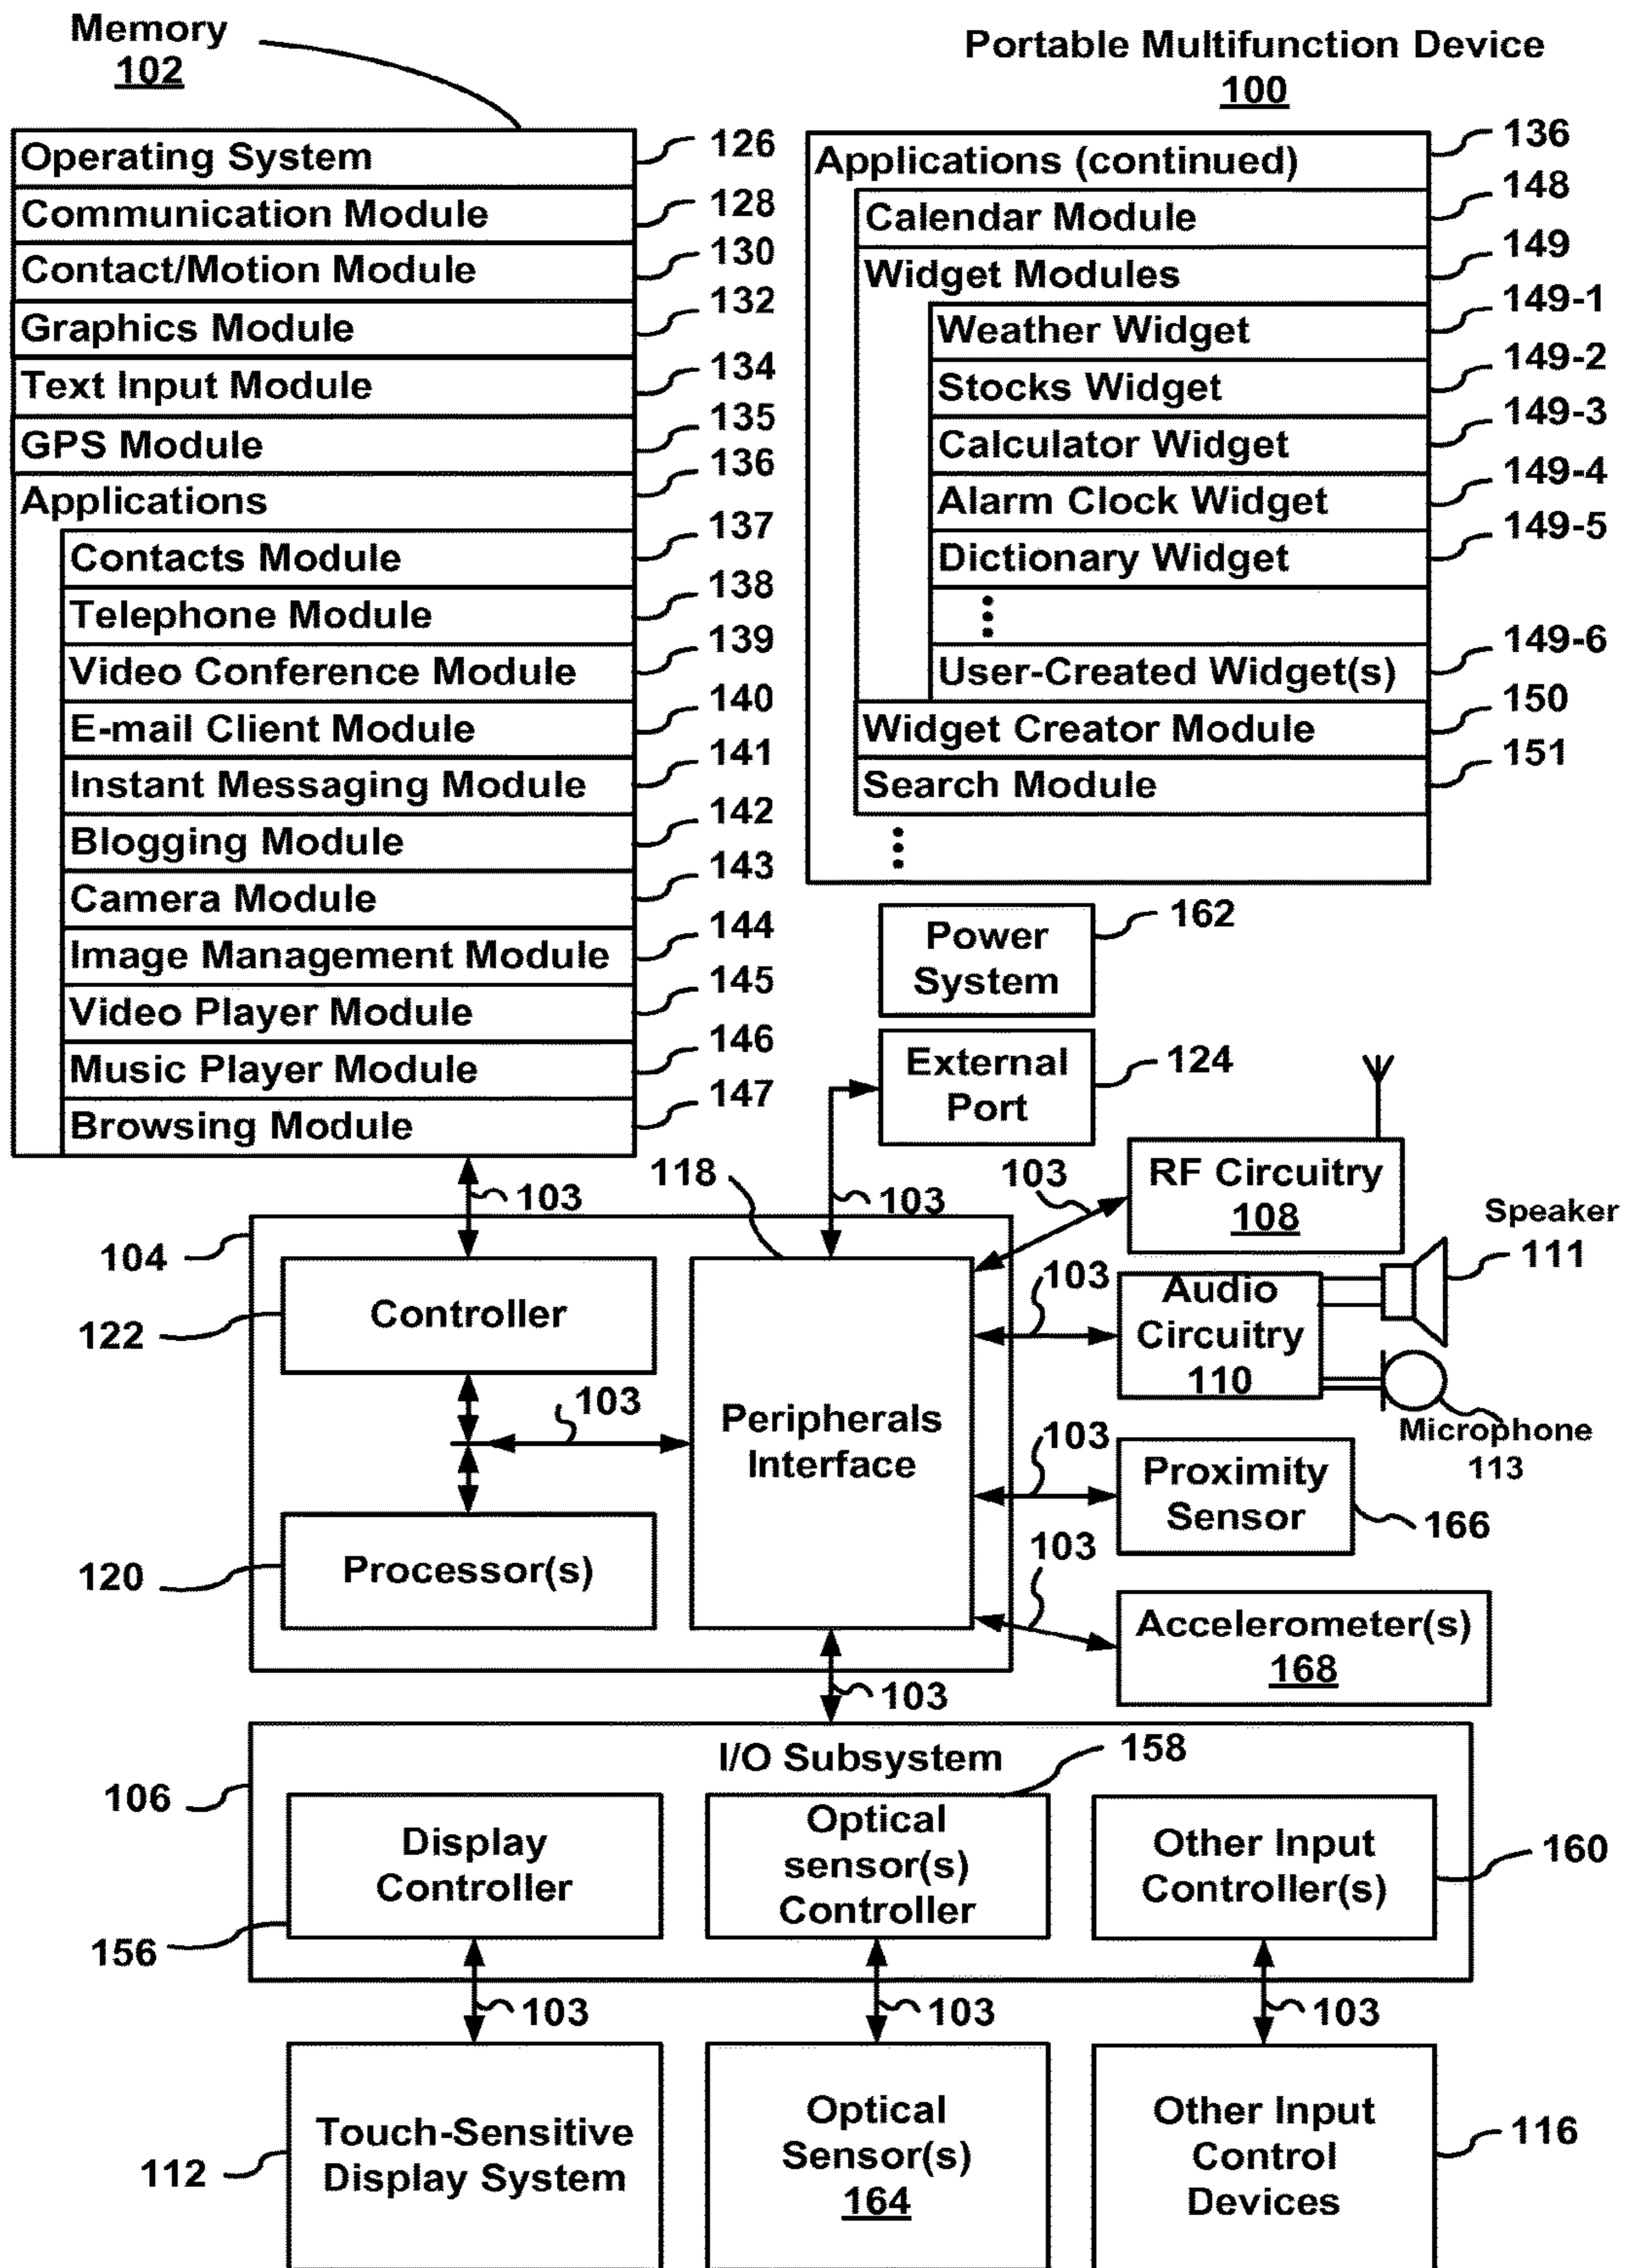 Memory
102
Portable Multifunction Device
100
Operating System 126
Communication Module 128
Contact/Motion Module 130
Graphics Module 132
Text Input Module 134
GPS Module 135
Applications 136
Contacts Module 137
Telephone Module 138
Video Conference Module 139
E-mail Client Module 140
Instant Messaging Module 141
Blogging Module 142
Camera Module 143
Image Management Module 144
Video Player Module 145
Music Player Module 146
Browsing Module 147
Applications (continued) 136
Calendar Module 148
Widget Modules 149
Weather Widget 149-1
Stocks Widget 149-2
Calculator Widget 149-3
Alarm Clock Widget 149-4
Dictionary Widget 149-5
User-Created Widget(s) 149-6
Widget Creator Module 150
Search Module 151
Power
System
162
External
Port
124
103
118
103
103
RF Circuitry
108
Speaker
111
104
Controller
122
103
Audio
Circuitry
110
Microphone
113
103
Peripherals
Interface
103
Proximity
Sensor
166
Processor(s)
120
103
Accelerometer(s)
168
103
I/O Subsystem
158
106
Display
Controller
156
Optical
sensor(s)
Controller
Other Input
Controller(s)
160
103
103
103
Touch-Sensitive
Display System
112
Optical
Sensor(s)
164
Other Input
Control
Devices
116